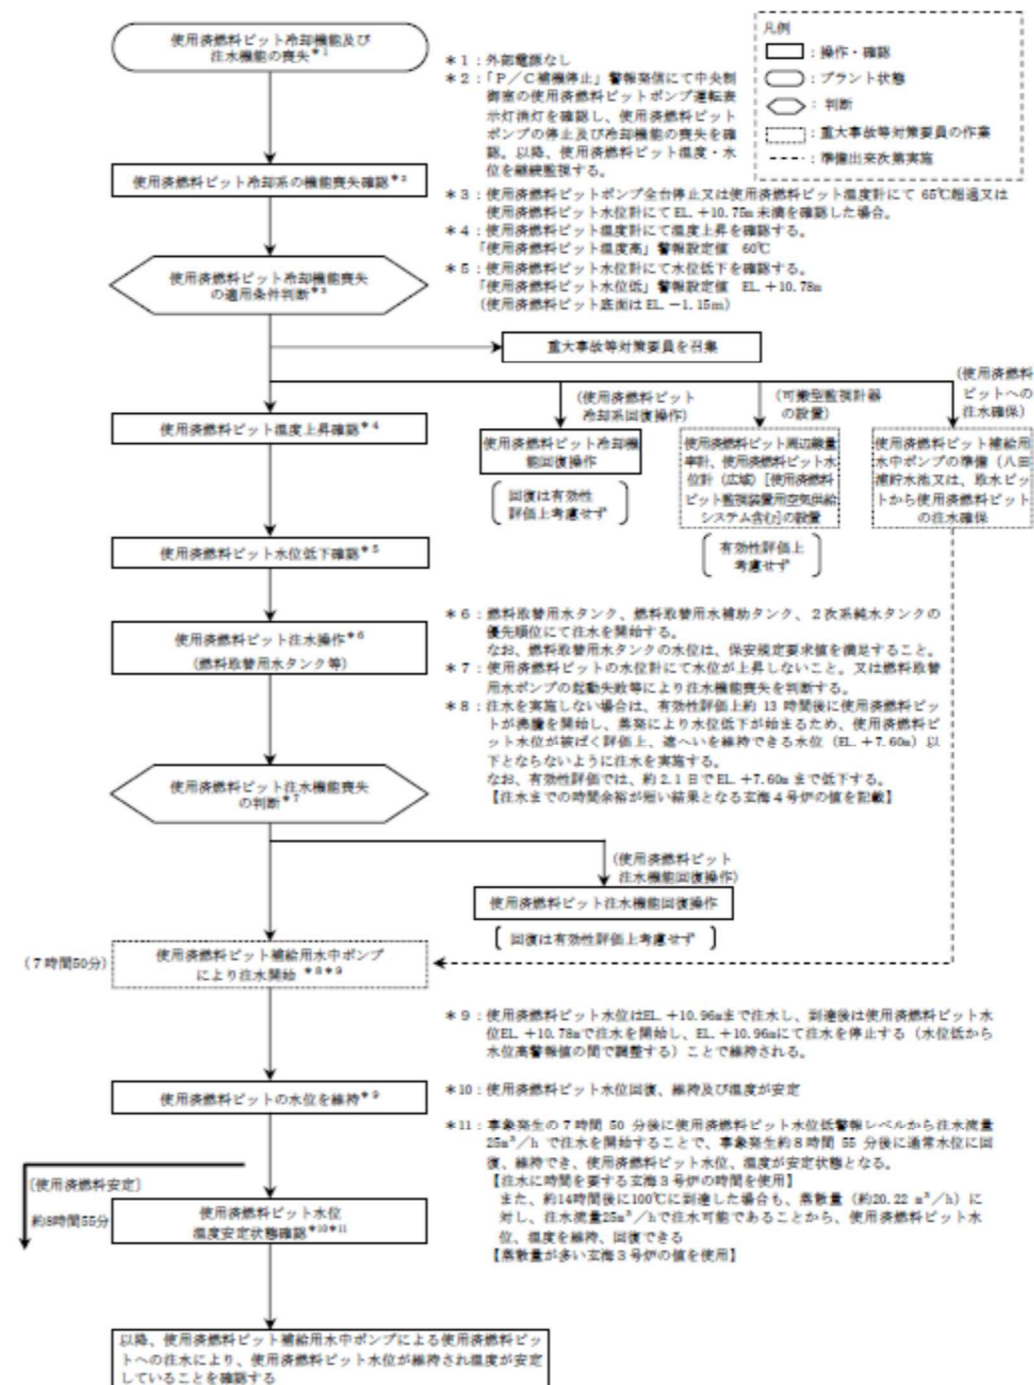 使用済燃料ピット冷却機能及び
注水機能の喪失*1
凡例
:操作・確認
:プラント状態
:判断
:重大事故等対策要員の作業
:準備出来次第実施
*1:外部電源なし
*2:「P/C補機停止」警報発信にて中央制
御室の使用済燃料ピットポンプ運転表
示灯消灯を確認し、使用済燃料ピット
ポンプの停止及び冷却機能の喪失を確
認。以降、使用済燃料ピット温度・水
位を継続監視する。
使用済燃料ピット冷却系の機能喪失確認*2
*3:使用済燃料ピットポンプ全台停止又は使用済燃料ピット温度計にて 65℃超過又は
使用済燃料ピット水位計にて EL.+10.75m 未満を確認した場合。
*4:使用済燃料ピット温度計にて温度上昇を確認する。
「使用済燃料ピット温度高」警報設定値 60℃
*5:使用済燃料ピット水位計にて水位低下を確認する。
「使用済燃料ピット水位低」警報設定値 EL.+10.78m
(使用済燃料ピット底面は EL.-1.15m)
使用済燃料ピット冷却機能喪失
の適用条件判断*3
重大事故等対策要員を召集
(使用済燃料ピット
冷却系回復操作)
(可搬型監視計器
の設置)
(使用済燃料
ピットへの
注水確保)
使用済燃料ピット温度上昇確認*4
使用済燃料ピット冷却機
能回復操作
回復は有効性
評価上考慮せず
使用済燃料ピット周辺線量
率計、使用済燃料ピット水
位計(広域)[使用済燃料
ピット監視装置用空気供給
システム含む]の設置
有効性評価上
考慮せず
使用済燃料ピット補給用
水中ポンプの準備(八田
浦貯水池又は、取水ピッ
トから使用済燃料ピット
の注水確保
使用済燃料ピット水位低下確認*5
使用済燃料ピット注水操作*6
(燃料取替用水タンク等)
*6:燃料取替用水タンク、燃料取替用水補助タンク、2次系純水タンクの
優先順位にて注水を開始する。
なお、燃料取替用水タンクの水位は、保安規定要求値を満足すること。
*7:使用済燃料ピットの水位計にて水位が上昇しないこと。又は燃料取替
用水ポンプの起動失敗等により注水機能喪失を判断する。
*8:注水を実施しない場合は、有効性評価上約 13 時間後に使用済燃料ピッ
トが沸騰を開始し、蒸発により水位低下が始まるため、使用済燃料ピ
ット水位が被ばく評価上、遮へいを維持できる水位(EL.+7.60m)以
下とならないように注水を実施する。
なお、有効性評価では、約 2.1 日で EL.+7.60m まで低下する。
【注水までの時間余裕が短い結果となる玄海4号炉の値を記載】
使用済燃料ピット注水機能喪失
の判断*7
(使用済燃料ピット
注水機能回復操作)
使用済燃料ピット注水機能回復操作
回復は有効性評価上考慮せず
(7時間50分)
使用済燃料ピット補給用水中ポンプ
により注水開始 *8*9
*9:使用済燃料ピット水位はEL.+10.96mまで注水し、到達後は使用済燃料ピット水
位EL.+10.78mで注水を開始し、EL.+10.96mにて注水を停止する(水位低から
水位高警報値の間で調整する)ことで維持される。
使用済燃料ピットの水位を維持*9
*10:使用済燃料ピット水位回復、維持及び温度が安定
*11:事象発生の 7 時間 50 分後に使用済燃料ピット水位低警報レベルから注水流量
25m³/h で注水を開始することで、事象発生約 8 時間 55 分後に通常水位に回
復、維持でき、使用済燃料ピット水位、温度が安定状態となる。
【注水に時間を要する玄海3号炉の時間を使用】
また、約14時間後に100℃に到達した場合も、蒸散量(約20.22 m³/h)に
対し、注水流量25m³/hで注水可能であることから、使用済燃料ピット水
位、温度を維持、回復できる
【蒸散量が多い玄海3号炉の値を使用】
〔使用済燃料安定〕
約8時間55分
使用済燃料ピット水位
温度安定状態確認*10*11
以降、使用済燃料ピット補給用水中ポンプによる使用済燃料ピッ
トへの注水により、使用済燃料ピット水位が維持され温度が安定
していることを確認する